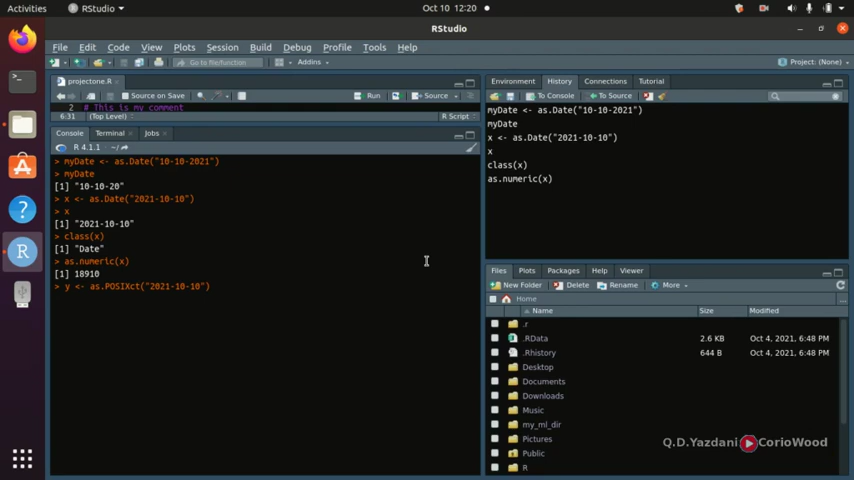 Activities
RStudio
Oct 10 12:20
RStudio
File Edit Code View Plots Session Build Debug Profile Tools Help
Go to file/function
Addins
Project: (None)
projectone.R
Source on Save
Run
Source
2 # This is my comment
6:31 (Top Level) R Script
Console Terminal Jobs
R 4.1.1 · ~/
> myDate <- as.Date("10-10-2021")
> myDate
[1] "10-10-20"
> x <- as.Date("2021-10-10")
> x
[1] "2021-10-10"
> class(x)
[1] "Date"
> as.numeric(x)
[1] 18910
> y <- as.POSIXct("2021-10-10")
Environment History Connections Tutorial
To Console To Source
myDate <- as.Date("10-10-2021")
myDate
x <- as.Date("2021-10-10")
x
class(x)
as.numeric(x)
Files Plots Packages Help Viewer
New Folder Delete Rename More
Home
Name Size Modified
.r
.RData 2.6 KB Oct 4, 2021, 6:48 PM
.Rhistory 644 B Oct 4, 2021, 6:48 PM
Desktop
Documents
Downloads
Music
my_ml_dir
Pictures
Public
R
Q.D.Yazdani CorioWood